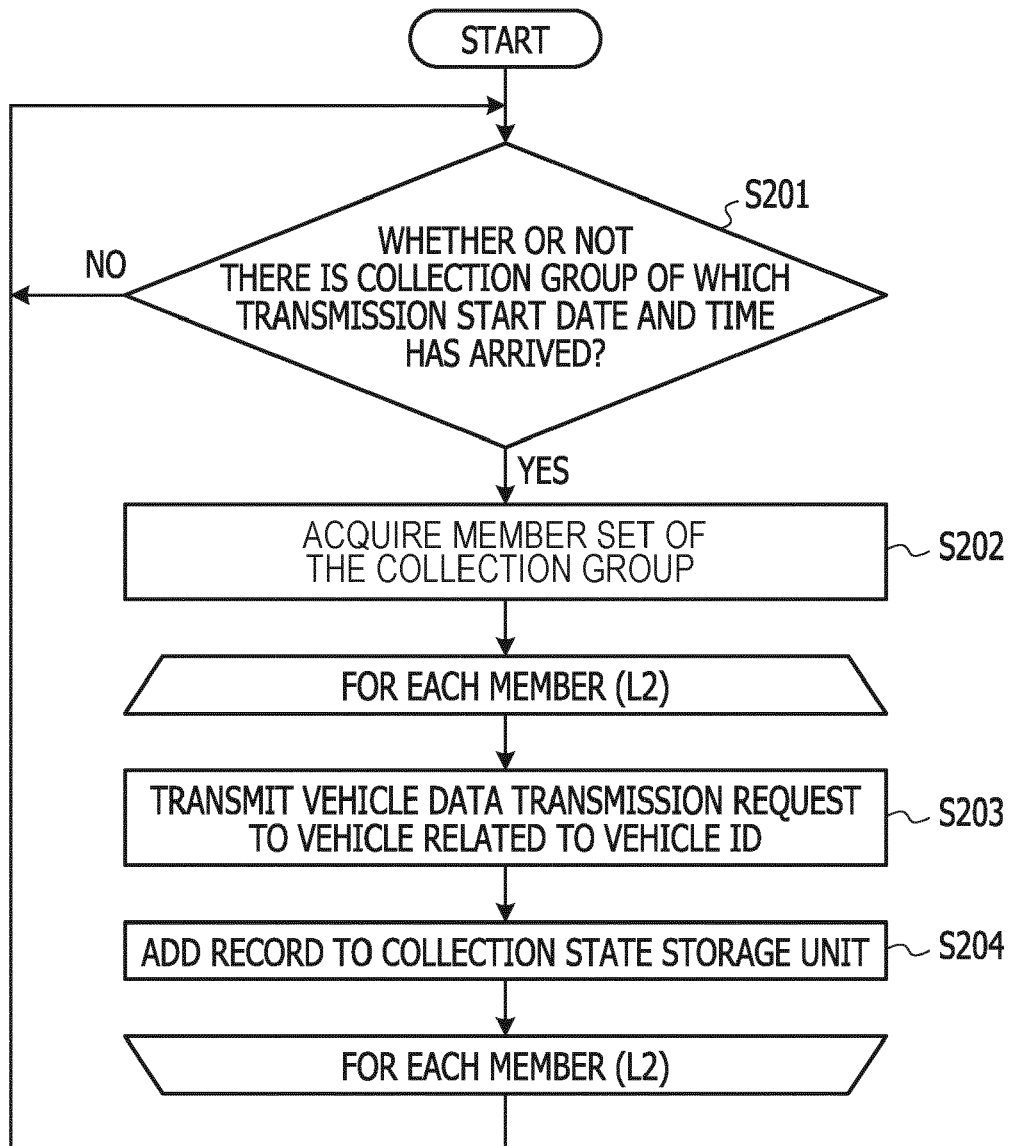 START
S201
WHETHER OR NOT
THERE IS COLLECTION GROUP OF WHICH
TRANSMISSION START DATE AND TIME
HAS ARRIVED?
NO
YES
ACQUIRE MEMBER SET OF
THE COLLECTION GROUP
S202
FOR EACH MEMBER (L2)
TRANSMIT VEHICLE DATA TRANSMISSION REQUEST
TO VEHICLE RELATED TO VEHICLE ID
S203
ADD RECORD TO COLLECTION STATE STORAGE UNIT
S204
FOR EACH MEMBER (L2)